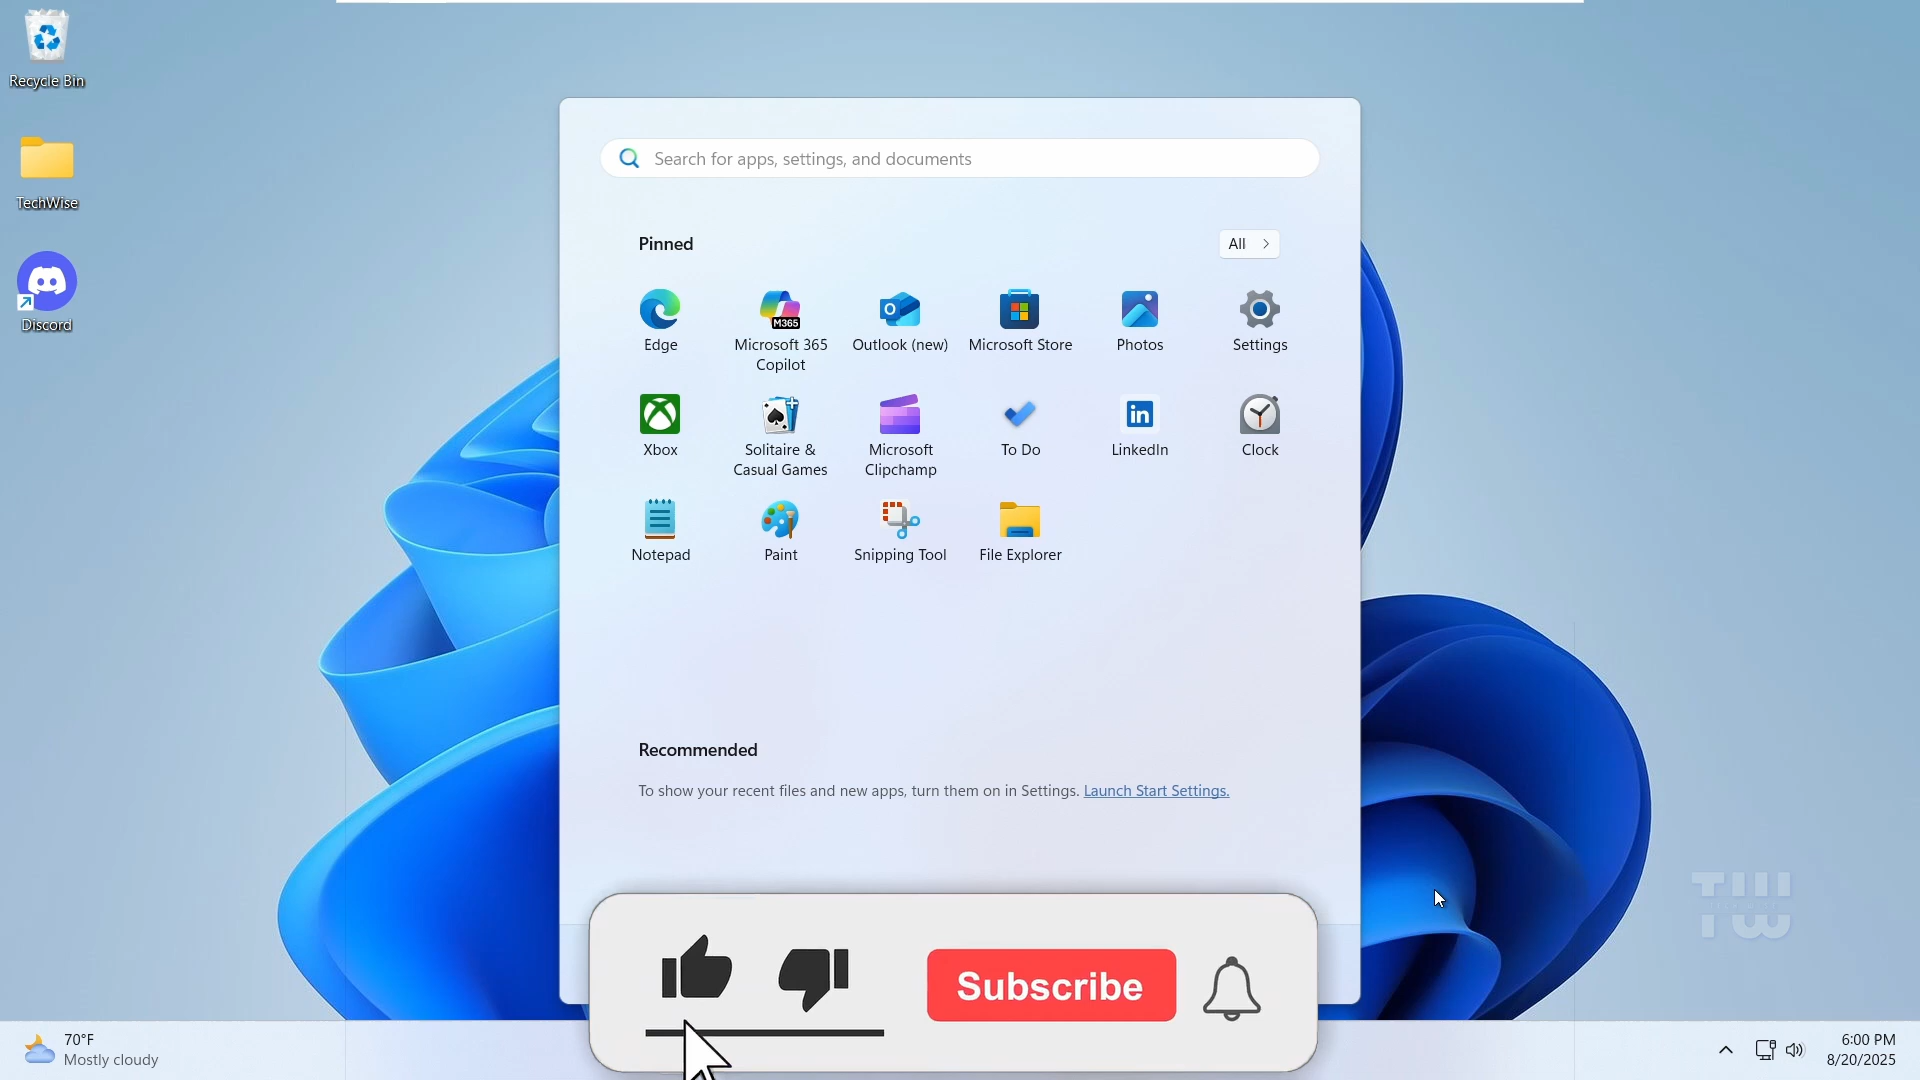 Recycle Bin
TechWise
Discord
Search for apps, settings, and documents
Pinned
All
Edge
M365
Microsoft 365
Copilot
Outlook (new)
Microsoft Store
Photos
Settings
Xbox
Solitaire &
Casual Games
Microsoft
Clipchamp
To Do
in
LinkedIn
Clock
Notepad
Paint
Snipping Tool
File Explorer
Recommended
To show your recent files and new apps, turn them on in Settings. Launch Start Settings.
TW
Subscribe
70°F
Mostly cloudy
6:00 PM
8/20/2025